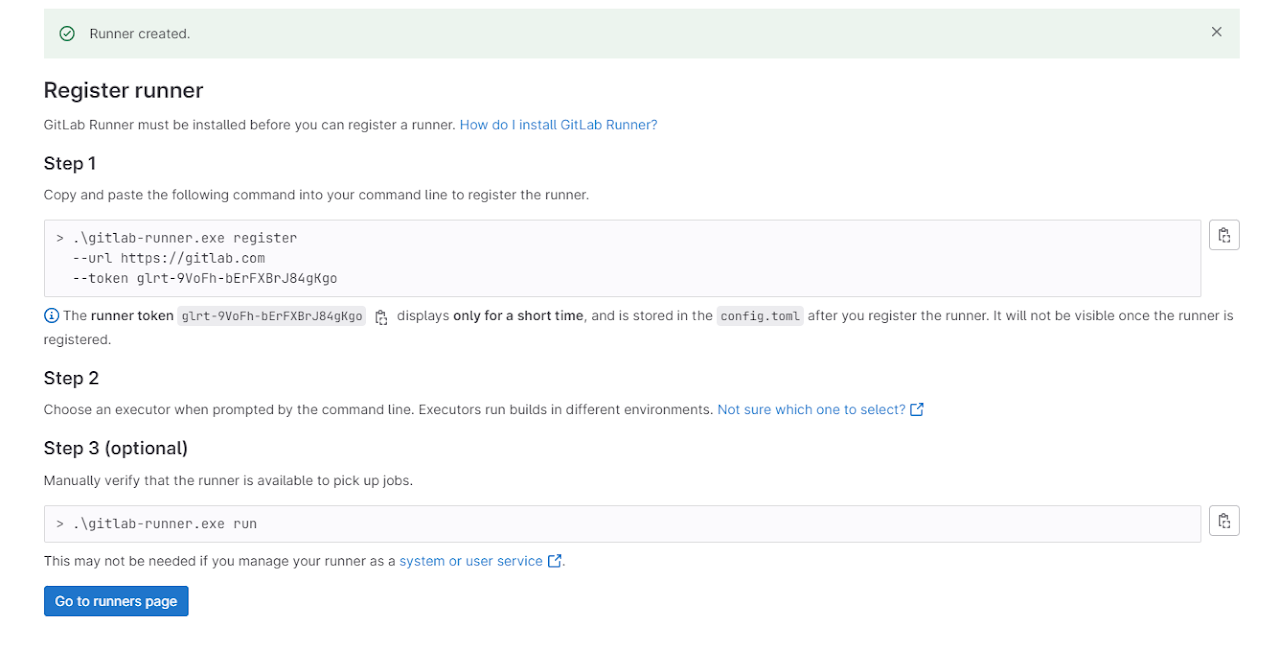 Runner created.
Register runner
GitLab Runner must be installed before you can register a runner. How do I install GitLab Runner?
Step 1
Copy and paste the following command into your command line to register the runner.
> .\gitlab-runner.exe register
--url https://gitlab.com
--token glrt-9VoFh-bErFXBrJ84gKgo
The runner token glrt-9VoFh-bErFXBrJ84gKgo displays only for a short time, and is stored in the config.toml after you register the runner. It will not be visible once the runner is
registered.
Step 2
Choose an executor when prompted by the command line. Executors run builds in different environments. Not sure which one to select?
Step 3 (optional)
Manually verify that the runner is available to pick up jobs.
> .\gitlab-runner.exe run
This may not be needed if you manage your runner as a system or user service.
Go to runners page